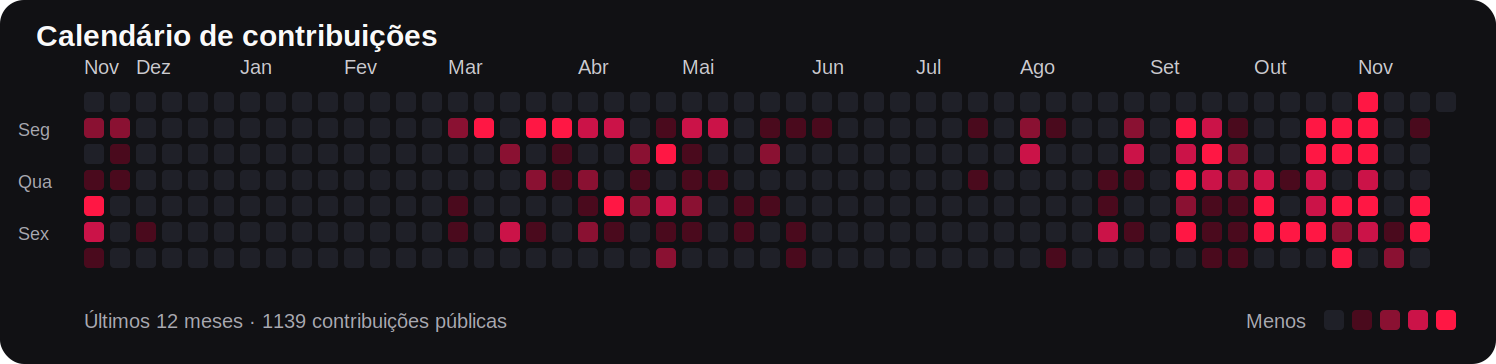 Calendário de contribuições
Nov Dez Jan Fev Mar Abr Mai Jun Jul Ago Set Out Nov
Seg
Qua
Sex
Últimos 12 meses · 1139 contribuições públicas
Menos